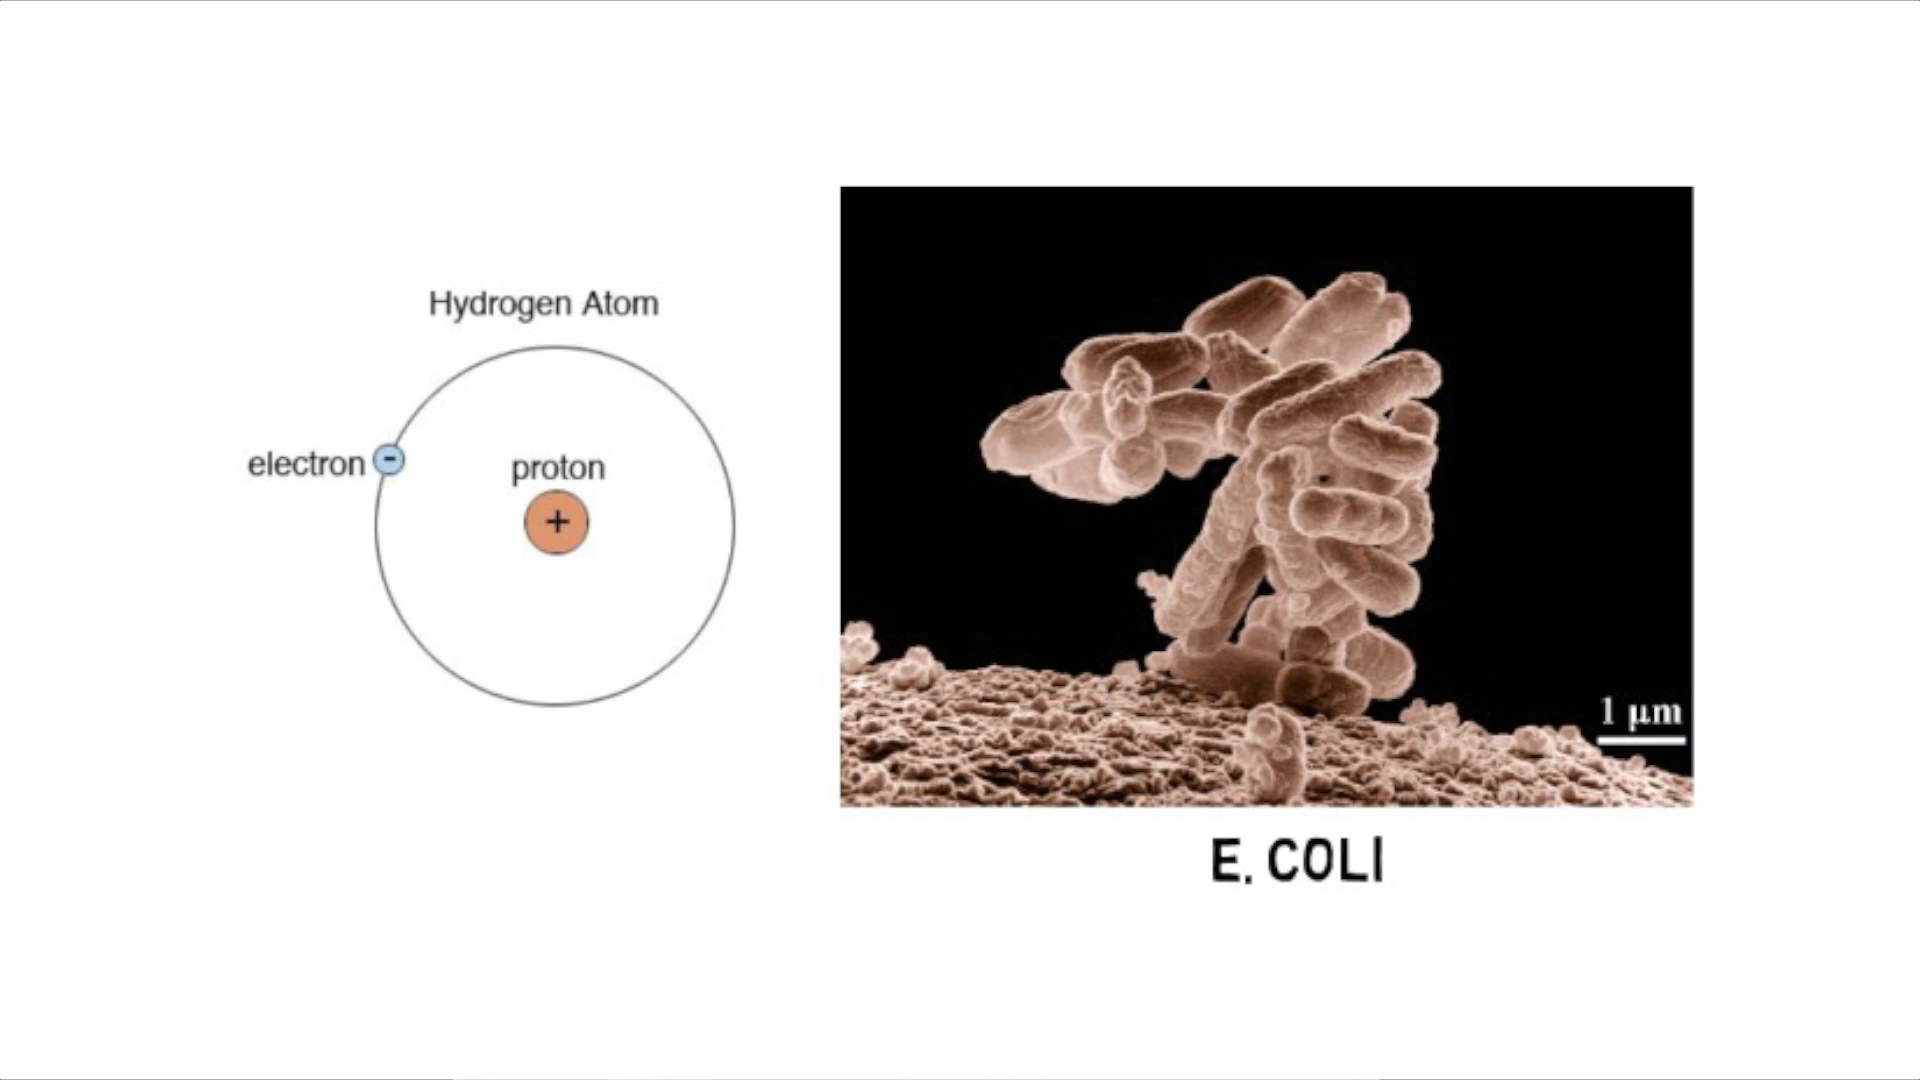 Hydrogen Atom
electron
-
proton
+
1 µm
E. COLI